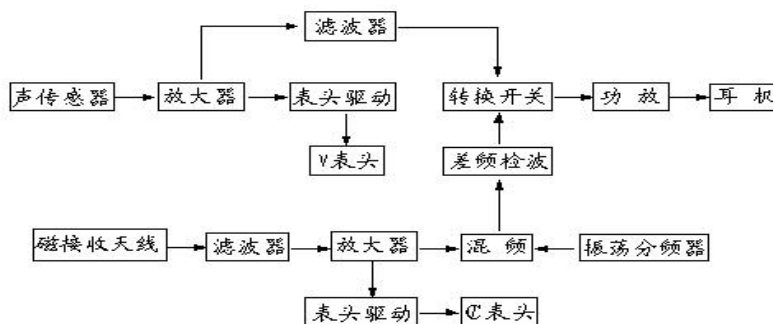 滤波器
声传感器
放大器
表头驱动
转换开关
功 放
耳 机
V表头
差频检波
磁接收天线
滤波器
放大器
混 频
振荡分频器
表头驱动
C表头